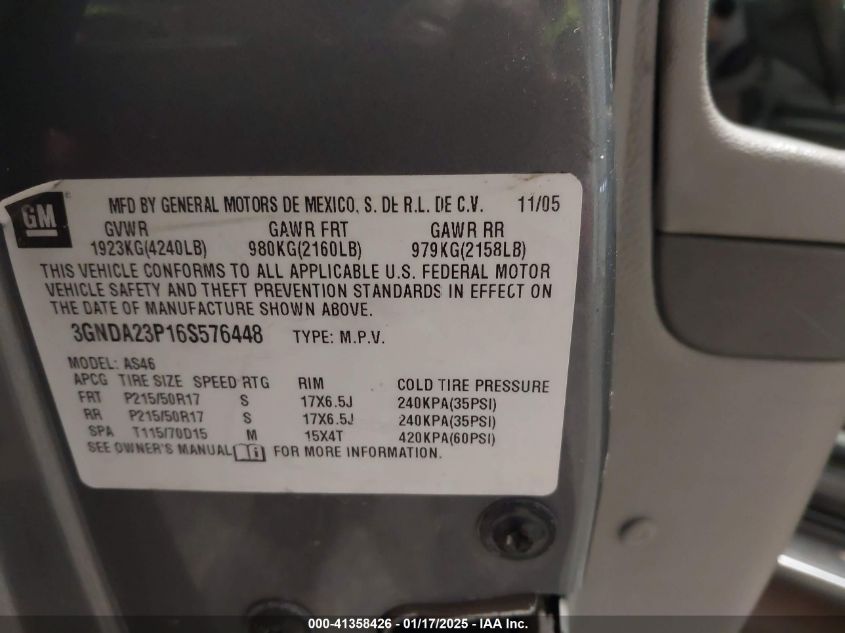 GM
MFD BY GENERAL MOTORS DE MEXICO, S. DE R.L. DE C.V. 11/05
GVWR GAWR FRT GAWR RR
1923KG(4240LB) 980KG(2160LB) 979KG(2158LB)
THIS VEHICLE CONFORMS TO ALL APPLICABLE U.S. FEDERAL MOTOR
VEHICLE SAFETY AND THEFT PREVENTION STANDARDS IN EFFECT ON
THE DATE OF MANUFACTURE SHOWN ABOVE.
3GNDA23P16S576448 TYPE: M.P.V.
MODEL: AS46
APCG TIRE SIZE SPEED RTG RIM COLD TIRE PRESSURE
FRT P215/50R17 S 17X6.5J 240KPA(35PSI)
RR P215/50R17 S 17X6.5J 240KPA(35PSI)
SPA T115/70D15 M 15X4T 420KPA(60PSI)
SEE OWNER'S MANUAL i FOR MORE INFORMATION.
000-41358426 - 01/17/2025 - IAA Inc.